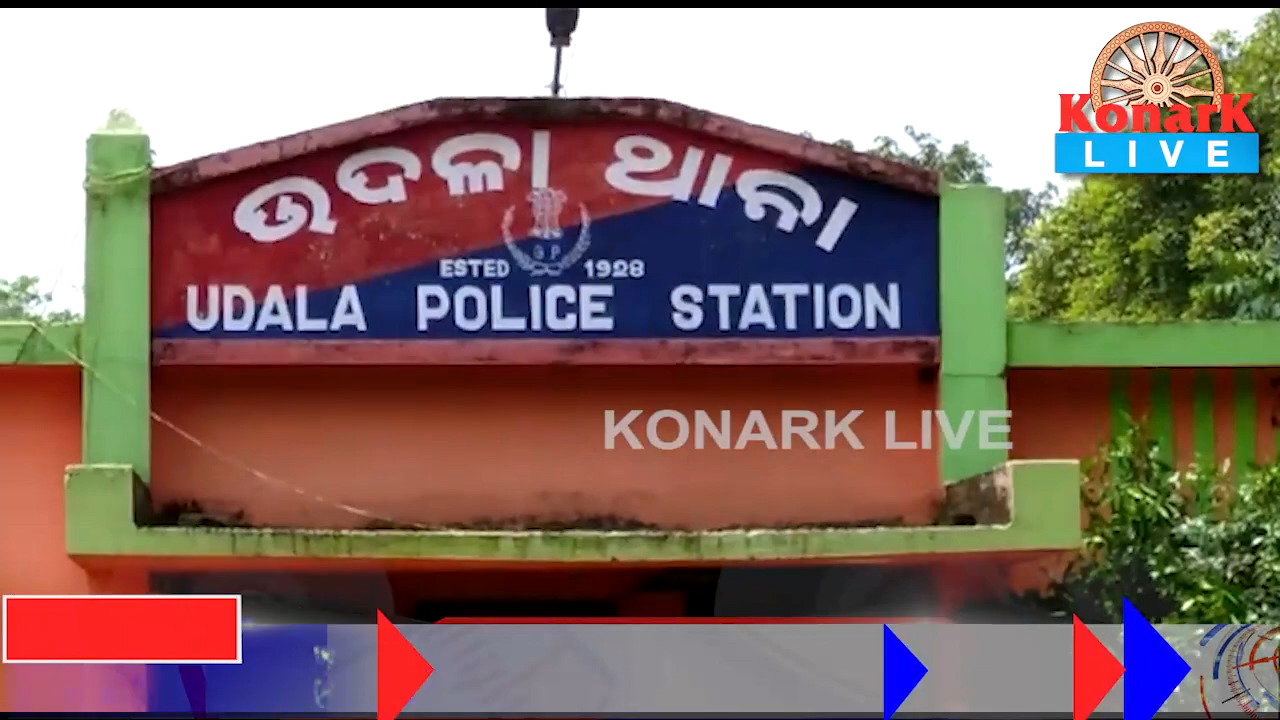 KonarK
LIVE
ଉଦଳା ଥାନା
G P
ESTED 1928
UDALA POLICE STATION
KONARK LIVE